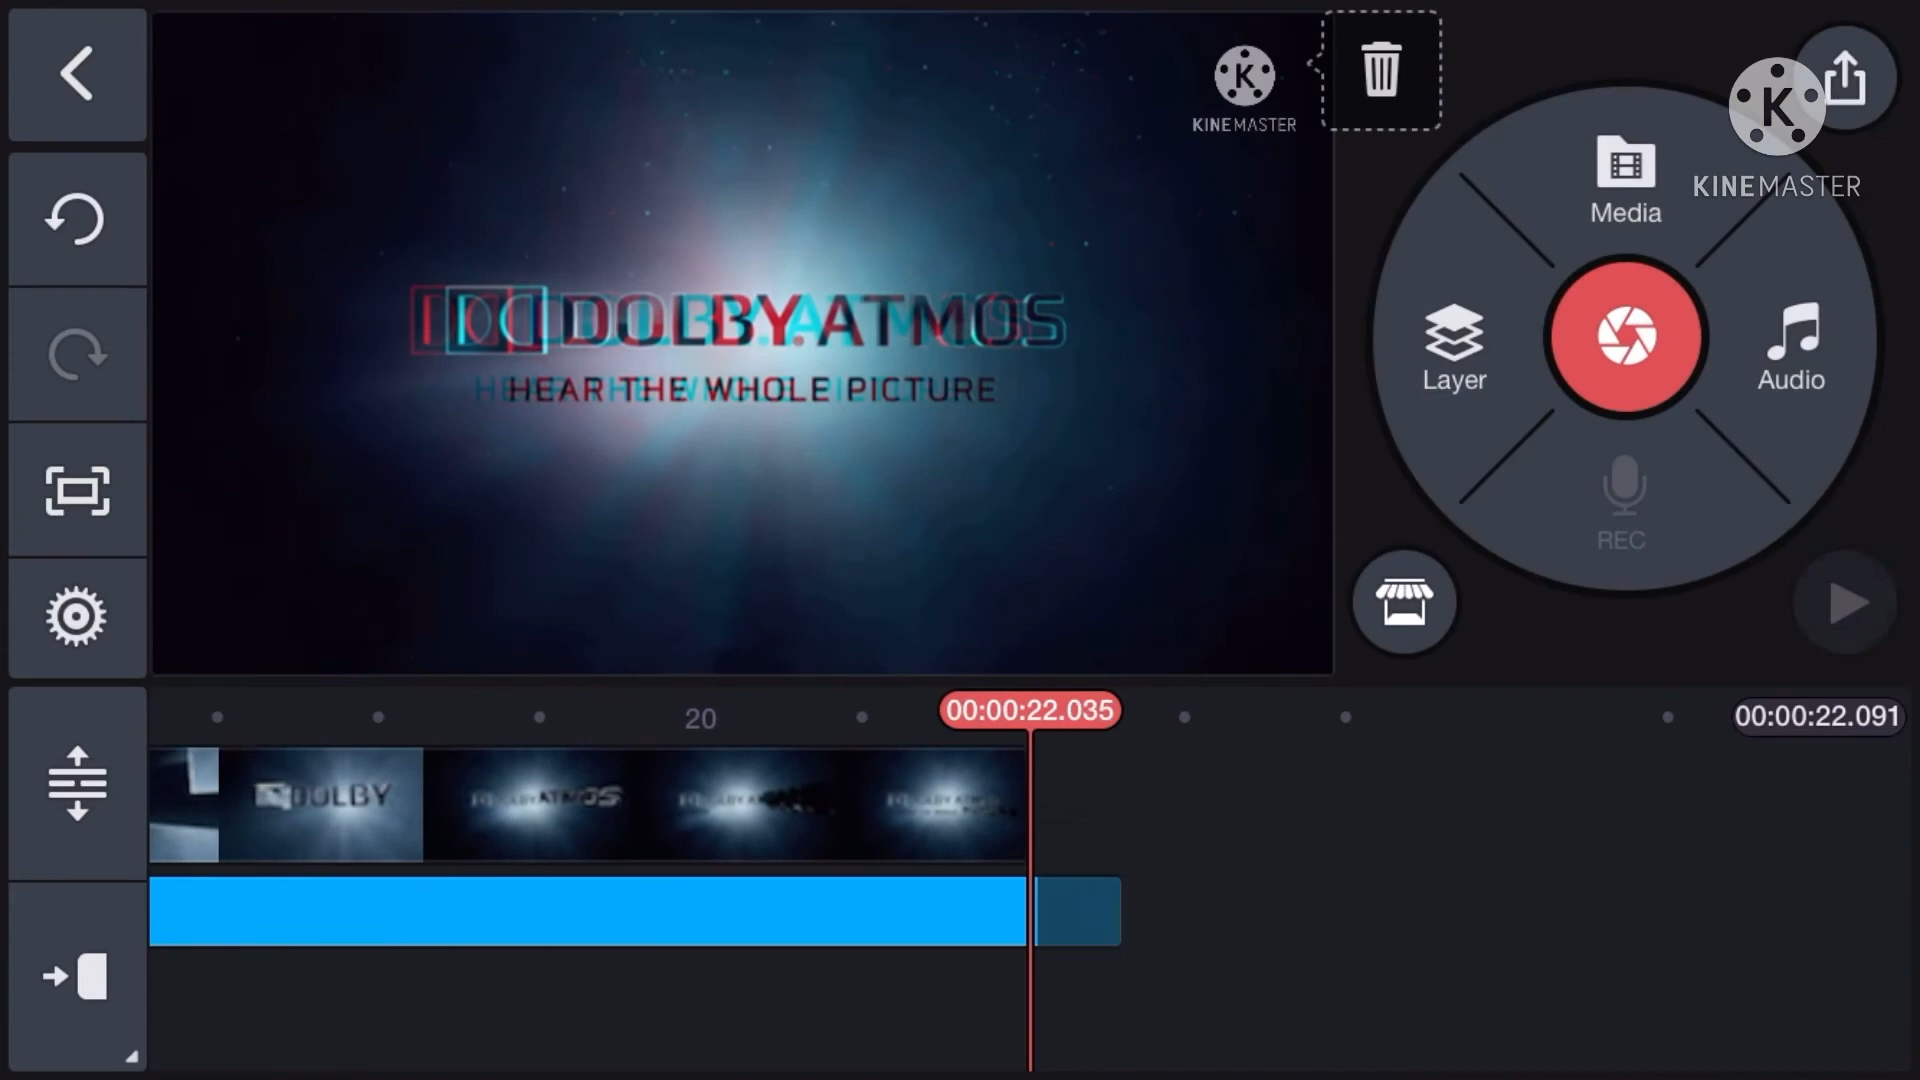 KINEMASTER
K
K
KINEMASTER
Media
Layer
Audio
REC
DOLBY ATMOS
HEAR THE WHOLE PICTURE
20
00:00:22.035
00:00:22.091
DOLBY
ATMOS